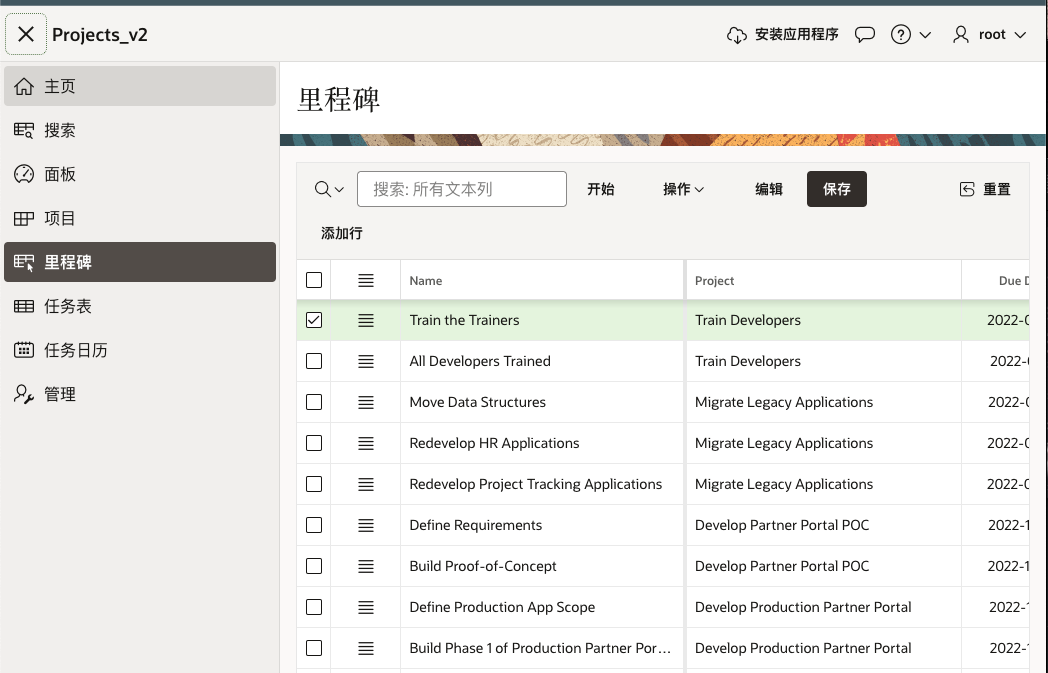 Projects_v2
安装应用程序
root
主页
搜索
面板
项目
里程碑
任务表
任务日历
管理
里程碑
搜索: 所有文本列
开始
操作
编辑
保存
重置
添加行
Name Project Due D
Train the Trainers Train Developers 2022-0
All Developers Trained Train Developers 2022-
Move Data Structures Migrate Legacy Applications 2022-0
Redevelop HR Applications Migrate Legacy Applications 2022-0
Redevelop Project Tracking Applications Migrate Legacy Applications 2022-0
Define Requirements Develop Partner Portal POC 2022-1
Build Proof-of-Concept Develop Partner Portal POC 2022-1
Define Production App Scope Develop Production Partner Portal 2022-1
Build Phase 1 of Production Partner Por... Develop Production Partner Portal 2022-1